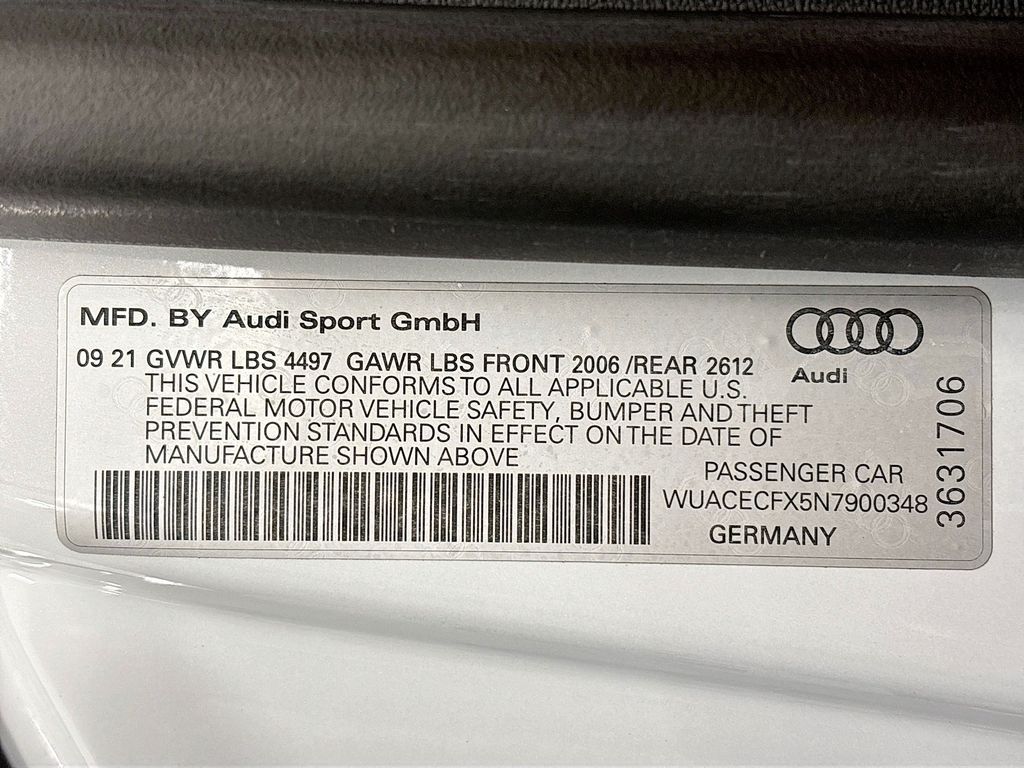 MFD. BY Audi Sport GmbH
09 21 GVWR LBS 4497 GAWR LBS FRONT 2006 /REAR 2612
THIS VEHICLE CONFORMS TO ALL APPLICABLE U.S.
FEDERAL MOTOR VEHICLE SAFETY, BUMPER AND THEFT
PREVENTION STANDARDS IN EFFECT ON THE DATE OF
MANUFACTURE SHOWN ABOVE
Audi
PASSENGER CAR
WUACECFX5N7900348
GERMANY
3631706